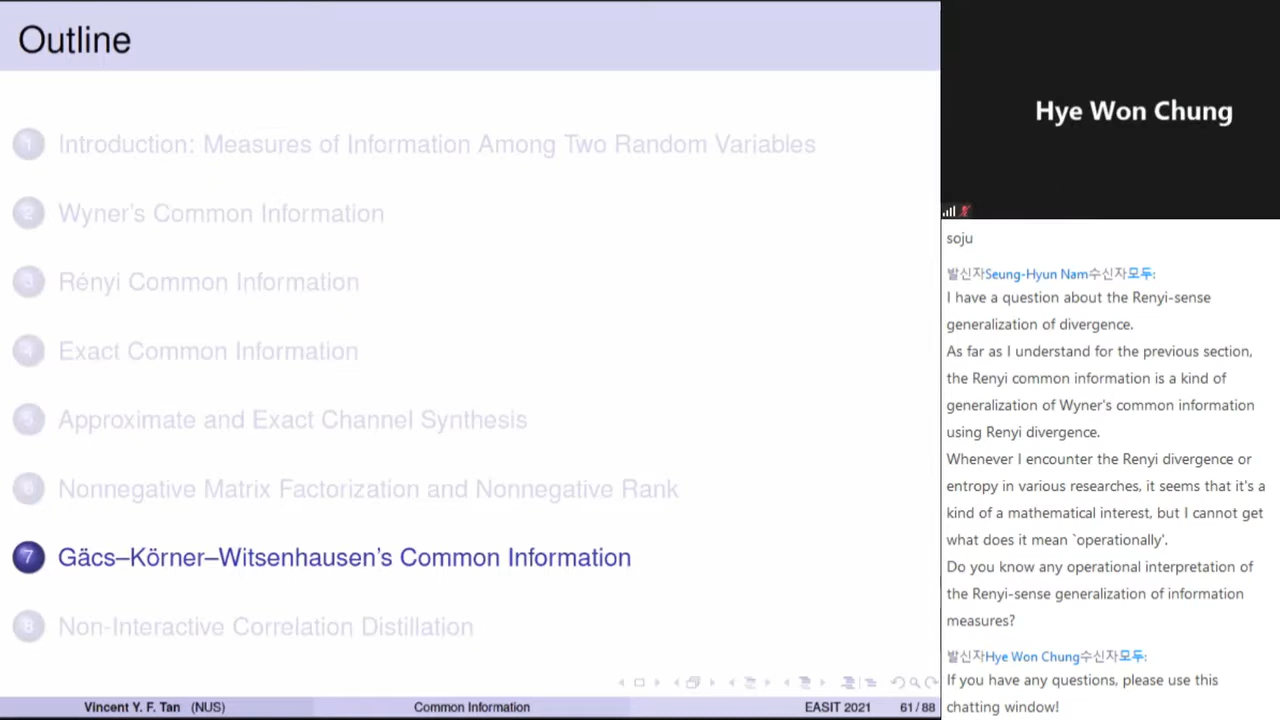 Outline
1 Introduction: Measures of Information Among Two Random Variables
2 Wyner's Common Information
3 Rényi Common Information
4 Exact Common Information
5 Approximate and Exact Channel Synthesis
6 Nonnegative Matrix Factorization and Nonnegative Rank
7 Gäcs–Körner–Witsenhausen's Common Information
8 Non-Interactive Correlation Distillation
Vincent Y. F. Tan (NUS) Common Information EASIT 2021 61 / 88
Hye Won Chung
soju
발신자Seung-Hyun Nam수신자모두:
I have a question about the Renyi-sense
generalization of divergence.
As far as I understand for the previous section,
the Renyi common information is a kind of
generalization of Wyner's common information
using Renyi divergence.
Whenever I encounter the Renyi divergence or
entropy in various researches, it seems that it's a
kind of a mathematical interest, but I cannot get
what does it mean `operationally'.
Do you know any operational interpretation of
the Renyi-sense generalization of information
measures?
발신자Hye Won Chung수신자모두:
If you have any questions, please use this
chatting window!